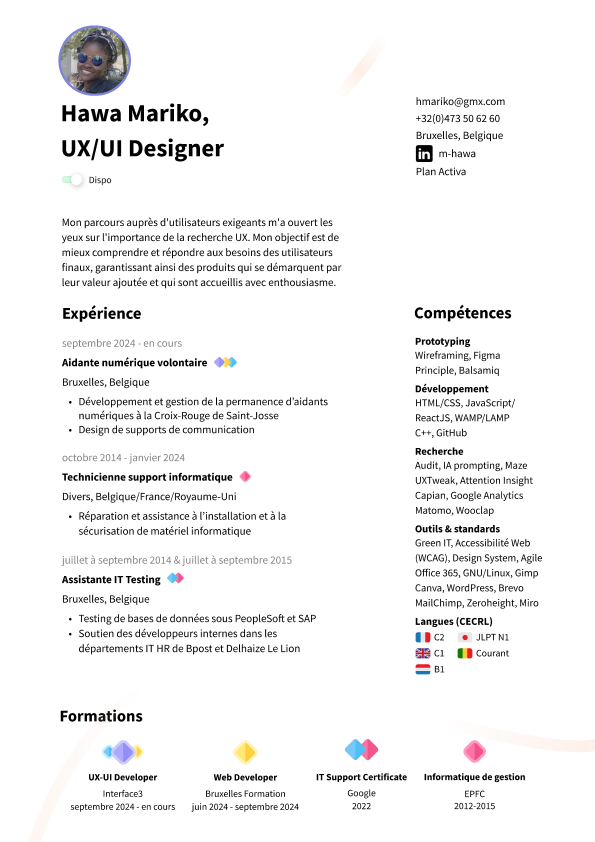 Hawa Mariko,
UX/UI Designer
Dispo
hmariko@gmx.com
+32(0)473 50 62 60
Bruxelles, Belgique
in m-hawa
Plan Activa
Mon parcours auprès d'utilisateurs exigeants m'a ouvert les
yeux sur l'importance de la recherche UX. Mon objectif est de
mieux comprendre et répondre aux besoins des utilisateurs
finaux, garantissant ainsi des produits qui se démarquent par
leur valeur ajoutée et qui sont accueillis avec enthousiasme.
Expérience
septembre 2024 - en cours
Aidante numérique volontaire
Bruxelles, Belgique
• Développement et gestion de la permanence d'aidants
numériques à la Croix-Rouge de Saint-Josse
• Design de supports de communication
octobre 2014 - janvier 2024
Technicienne support informatique
Divers, Belgique/France/Royaume-Uni
• Réparation et assistance à l'installation et à la
sécurisation de matériel informatique
juillet à septembre 2014 & juillet à septembre 2015
Assistante IT Testing
Bruxelles, Belgique
• Testing de bases de données sous PeopleSoft et SAP
• Soutien des développeurs internes dans les
départements IT HR de Bpost et Delhaize Le Lion
Compétences
Prototyping
Wireframing, Figma
Principle, Balsamiq
Développement
HTML/CSS, JavaScript/
ReactJS, WAMP/LAMP
C++, GitHub
Recherche
Audit, IA prompting, Maze
UXTweak, Attention Insight
Capian, Google Analytics
Matomo, Wooclap
Outils & standards
Green IT, Accessibilité Web
(WCAG), Design System, Agile
Office 365, GNU/Linux, Gimp
Canva, WordPress, Brevo
MailChimp, Zeroheight, Miro
Langues (CECRL)
C2 JLPT N1
C1 Courant
B1
Formations
UX-UI Developer
Interface3
septembre 2024 - en cours
Web Developer
Bruxelles Formation
juin 2024 - septembre 2024
IT Support Certificate
Google
2022
Informatique de gestion
EPFC
2012-2015